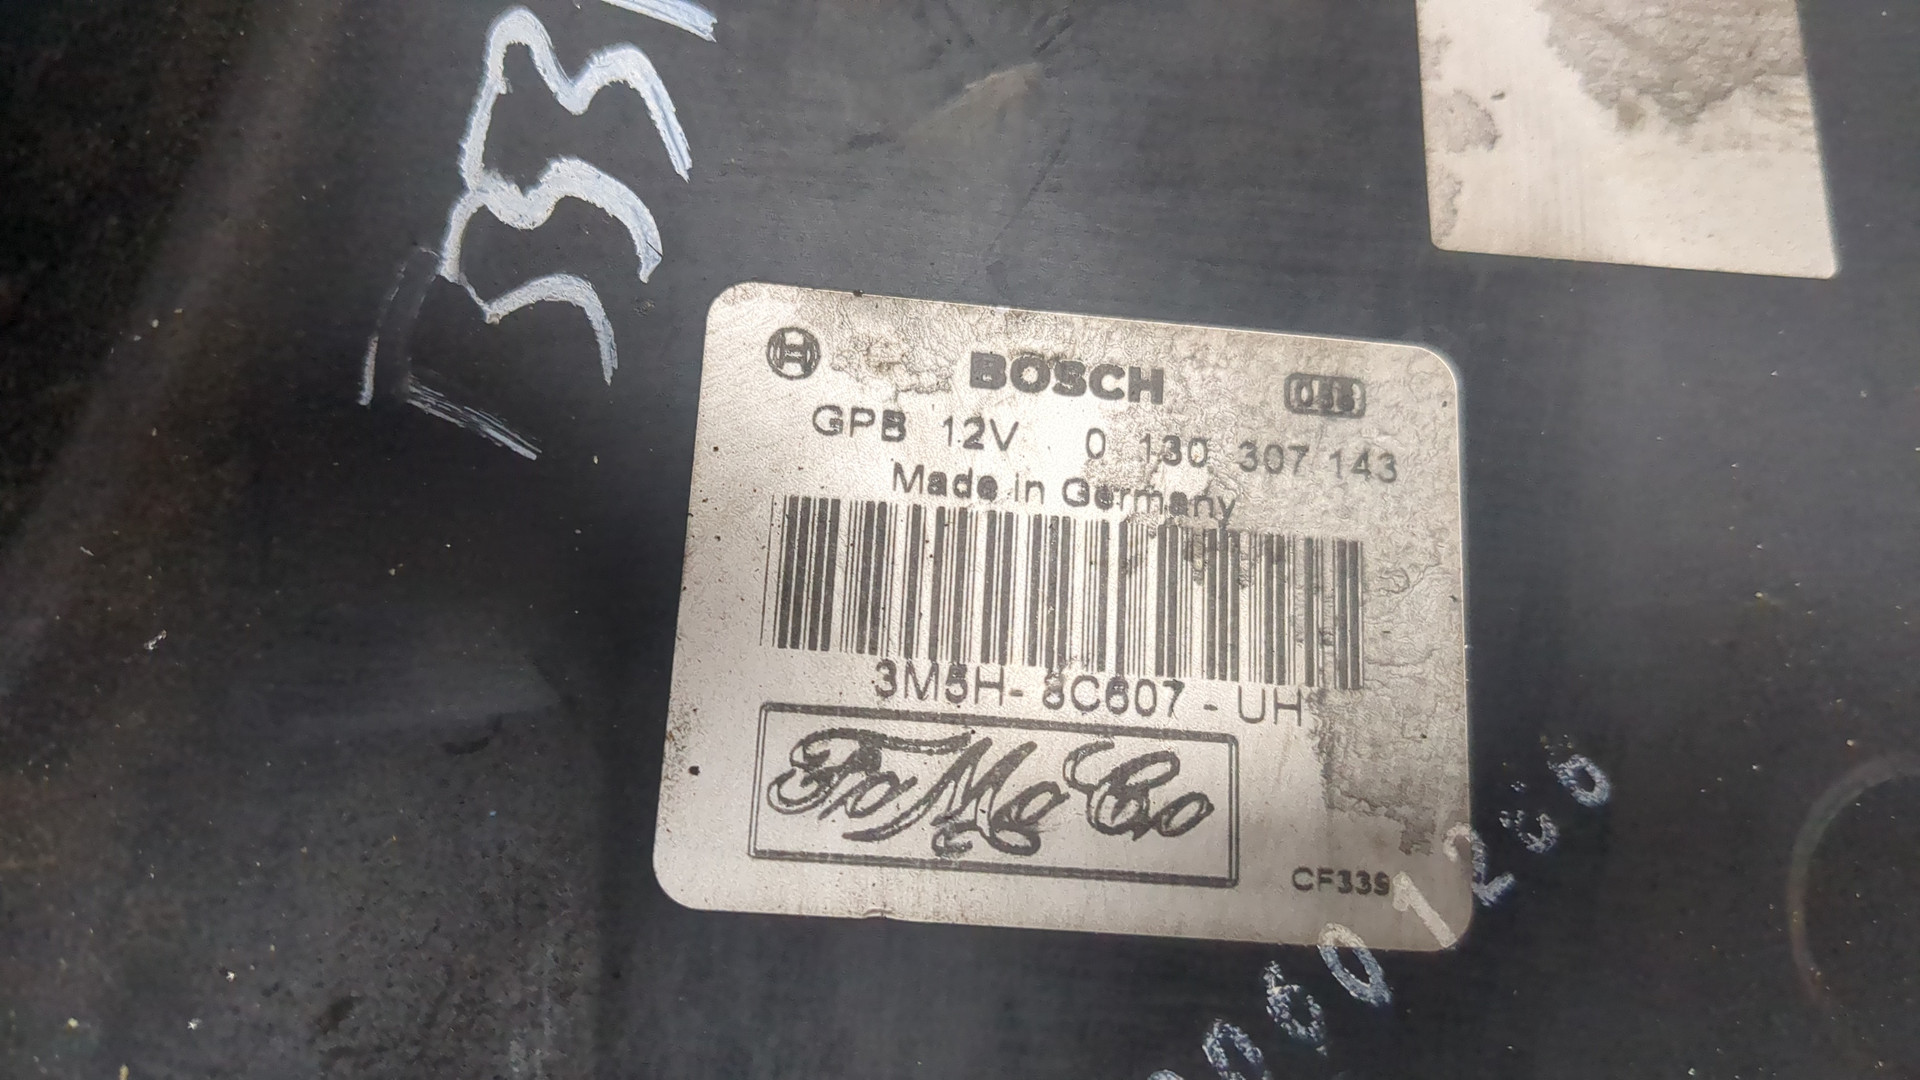 BOSCH
GPB 12V 0 130 307 143
Made in Germany
3M5H-8C607-UH
FoMoCo
CF339